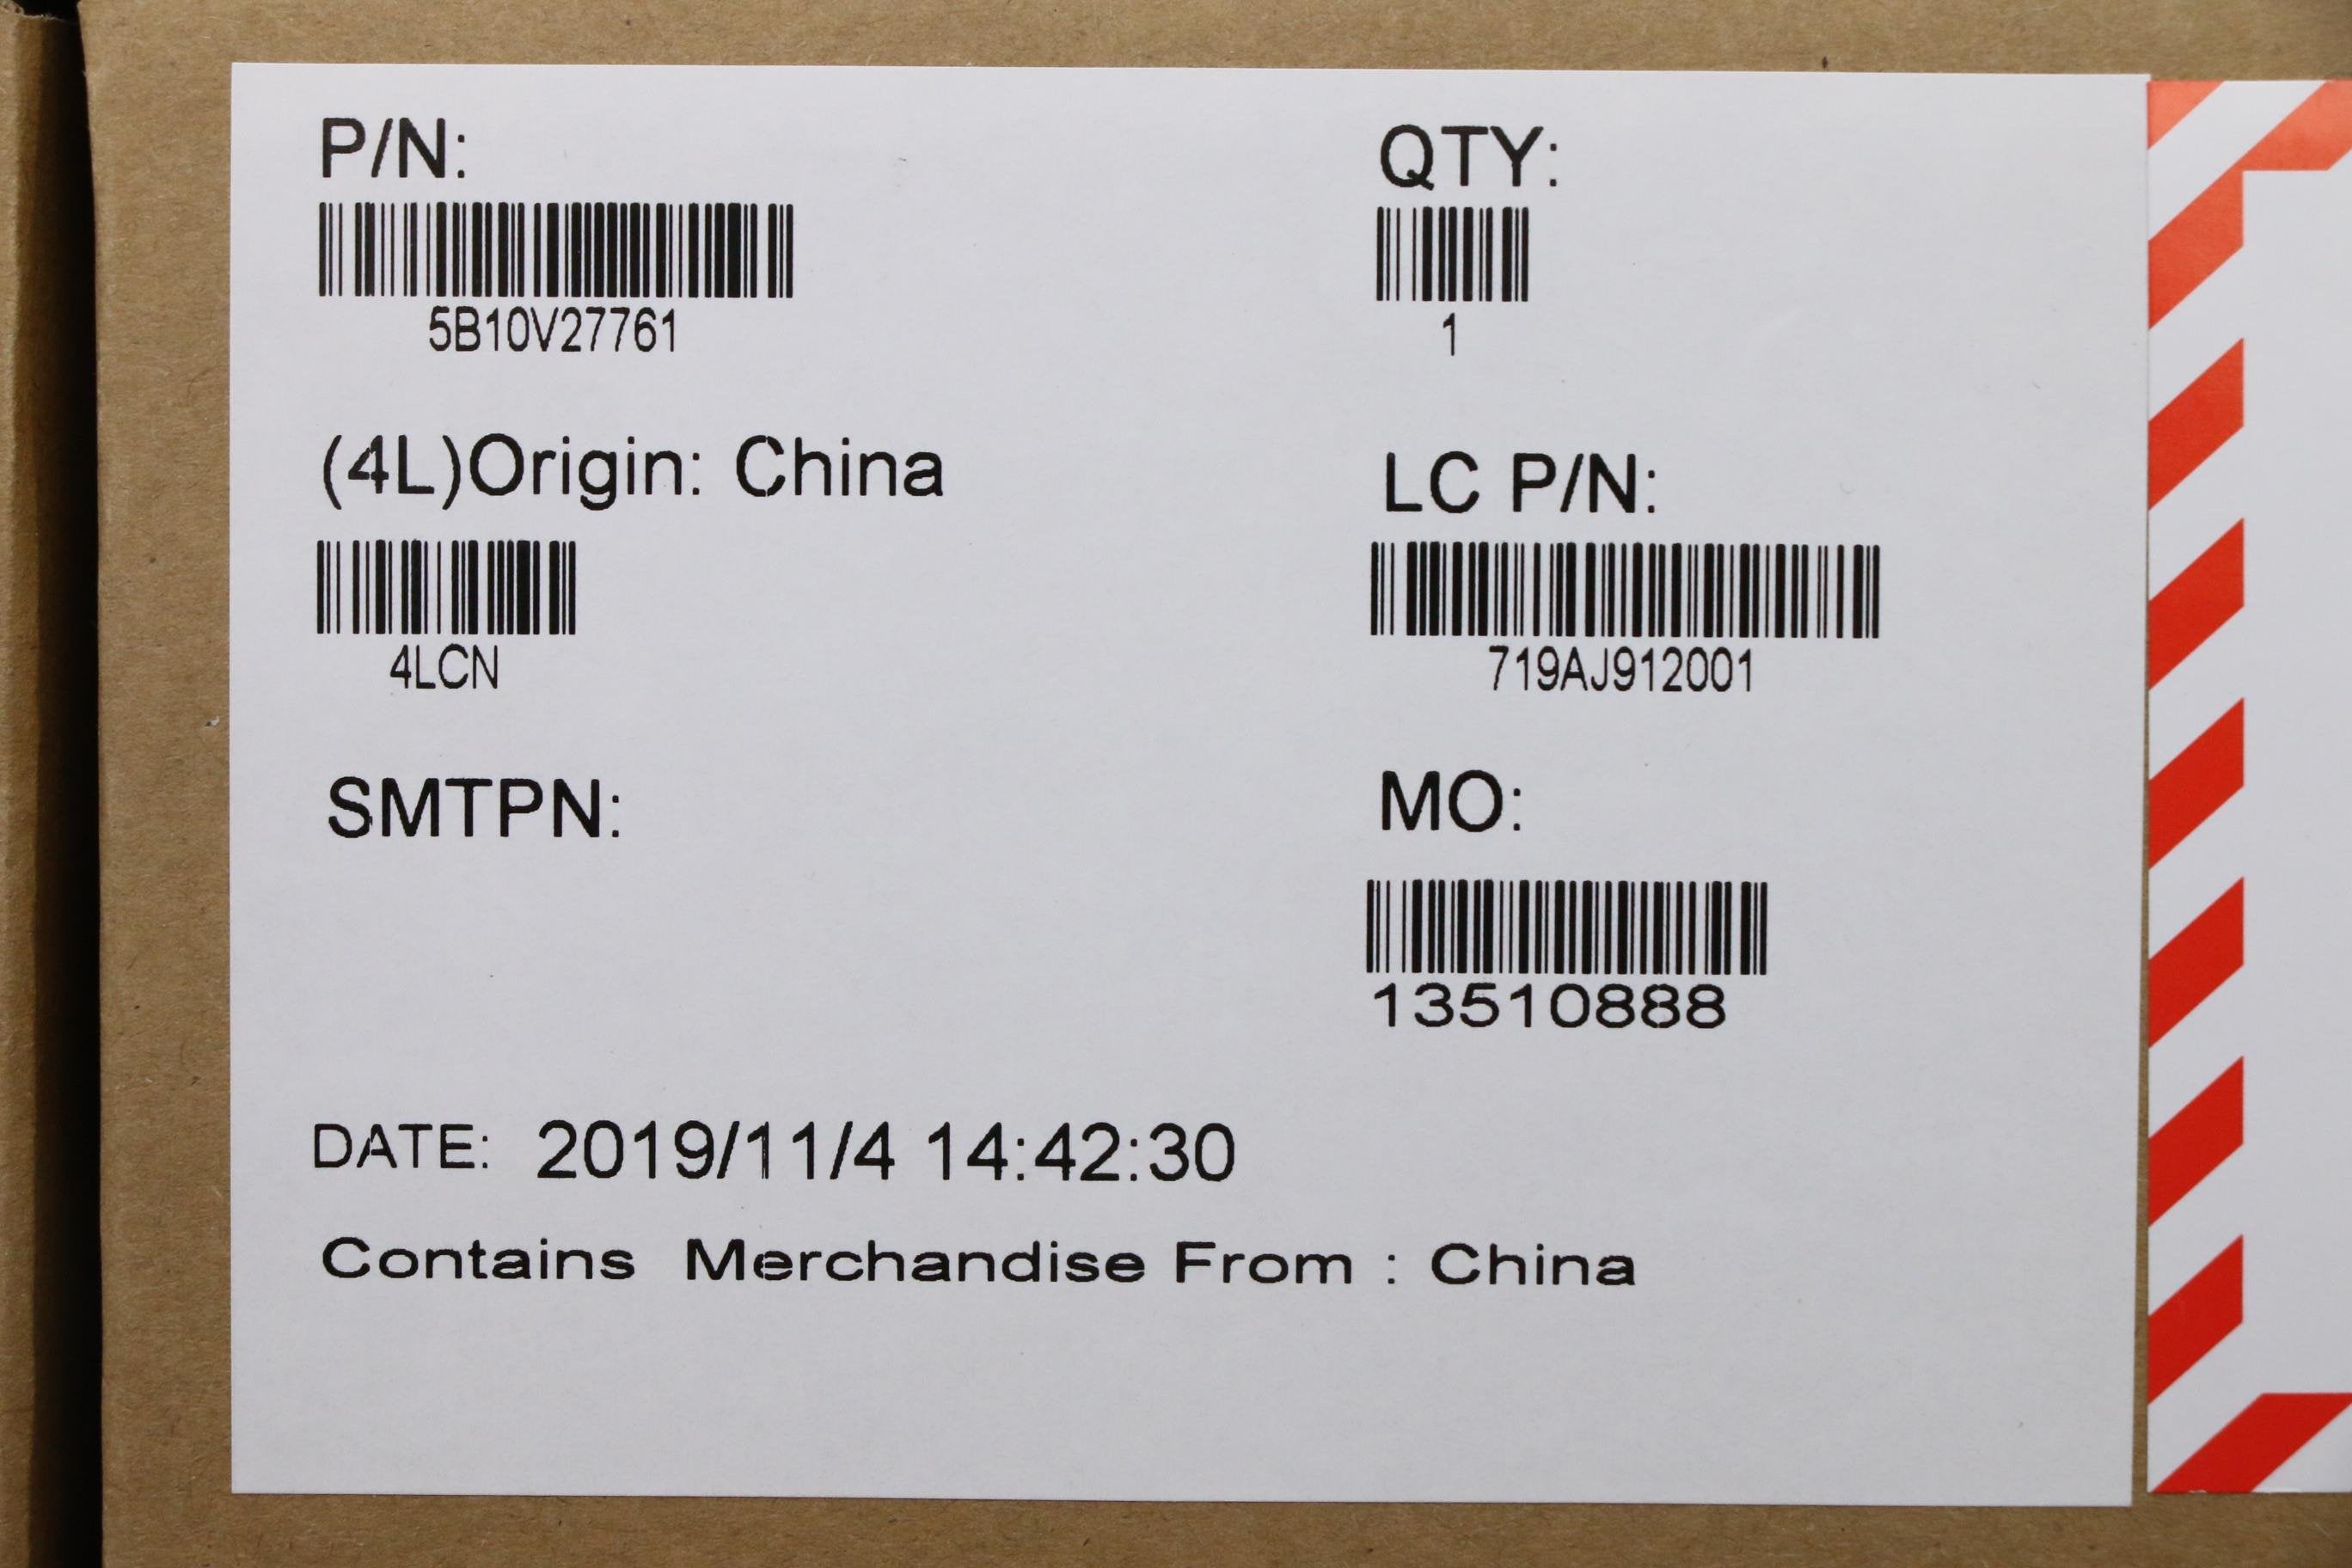 P/N:
5B10V27761
QTY:
1
(4L)Origin: China
4LCN
LC P/N:
719AJ912001
SMTPN:
MO:
13510888
DATE: 2019/11/4 14:42:30
Contains Merchandise From : China